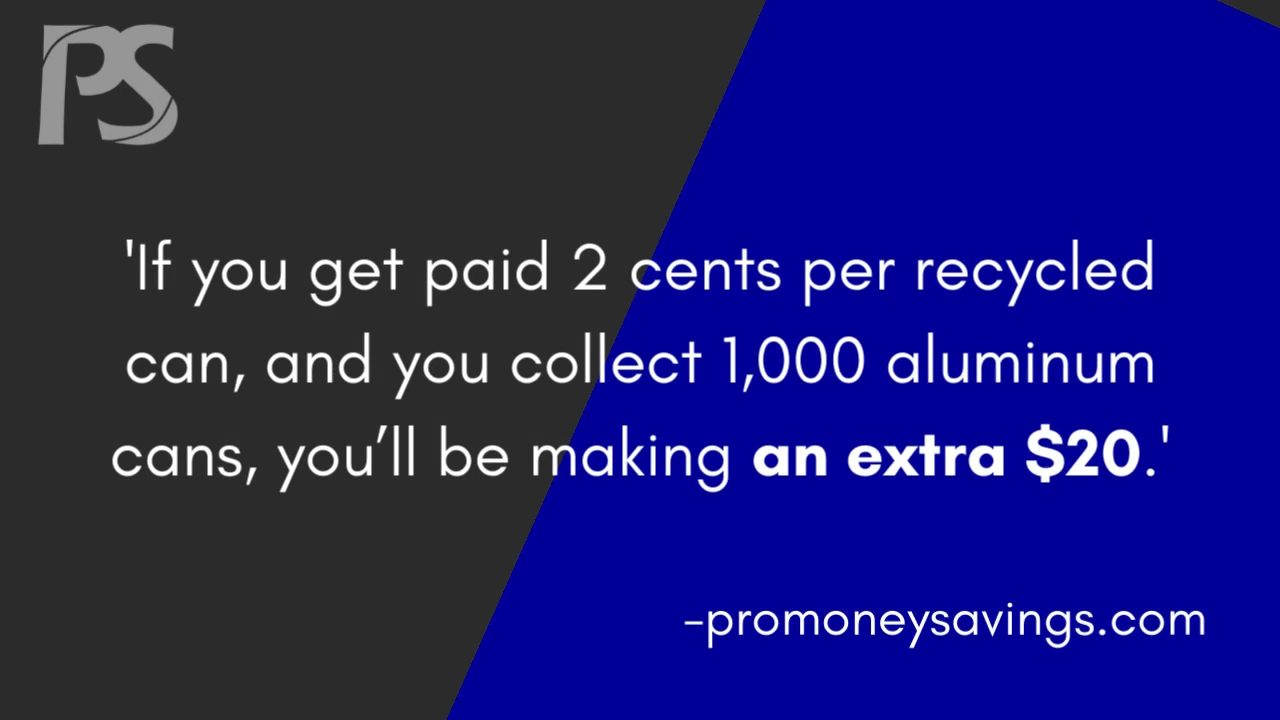 PS
'If you get paid 2 cents per recycled
can, and you collect 1,000 aluminum
cans, you’ll be making an extra $20.'
-promoneysavings.com